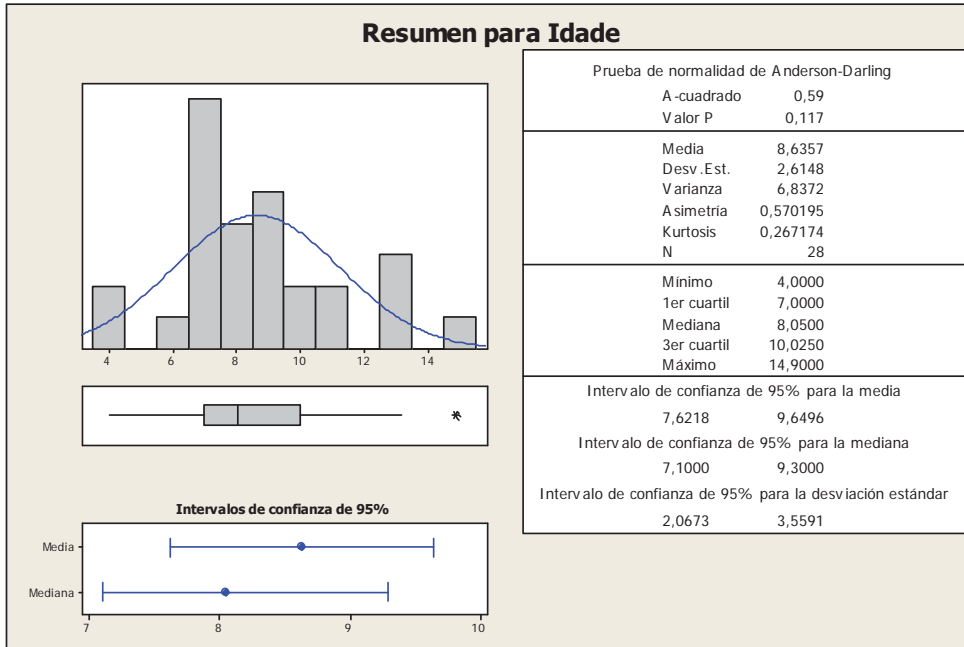 Resumen para Idade
4 6 8 10 12 14
Intervalos de confianza de 95%
Media
Mediana
7 8 9 10
Prueba de normalidad de Anderson-Darling
A-cuadrado 0,59
Valor P 0,117
Media 8,6357
Desv.Est. 2,6148
Varianza 6,8372
Asimetría 0,570195
Kurtosis 0,267174
N 28
Mínimo 4,0000
1er cuartil 7,0000
Mediana 8,0500
3er cuartil 10,0250
Máximo 14,9000
Intervalo de confianza de 95% para la media
7,6218 9,6496
Intervalo de confianza de 95% para la mediana
7,1000 9,3000
Intervalo de confianza de 95% para la desviación estándar
2,0673 3,5591